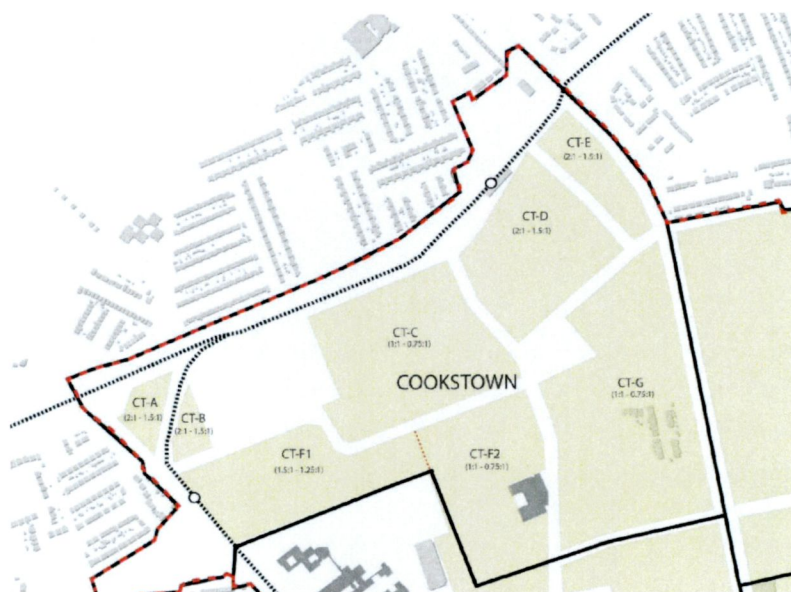 CT-E
(2:1 - 1.5:1)
CT-D
(2:1 - 1.5:1)
CT-C
(1:1 - 0.75:1)
COOKSTOWN
CT-G
(1:1 - 0.75:1)
CT-A
(2:1 - 1.5:1)
CT-B
(2:1 - 1.5:1)
CT-F1
(1.5:1 - 1.25:1)
CT-F2
(1:1 - 0.75:1)